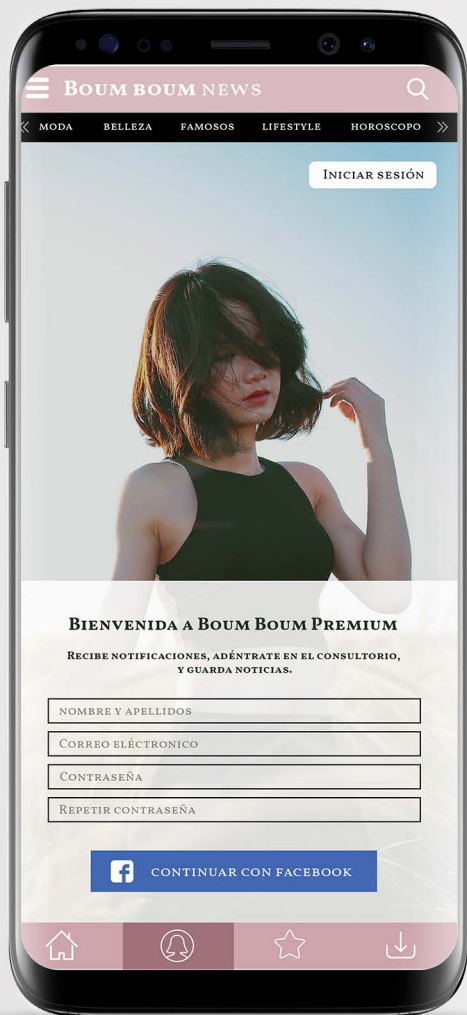 BOUM BOUM NEWS
MODA BELLEZA FAMOSOS LIFESTYLE HOROSCOPO
INICIAR SESIÓN
BIENVENIDA A BOUM BOUM PREMIUM
RECIBE NOTIFICACIONES, ADÉNTRATE EN EL CONSULTORIO,
Y GUARDA NOTICIAS.
NOMBRE Y APELLIDOS
CORREO ELÉCTRONICO
CONTRASEÑA
REPETIR CONTRASEÑA
CONTINUAR CON FACEBOOK